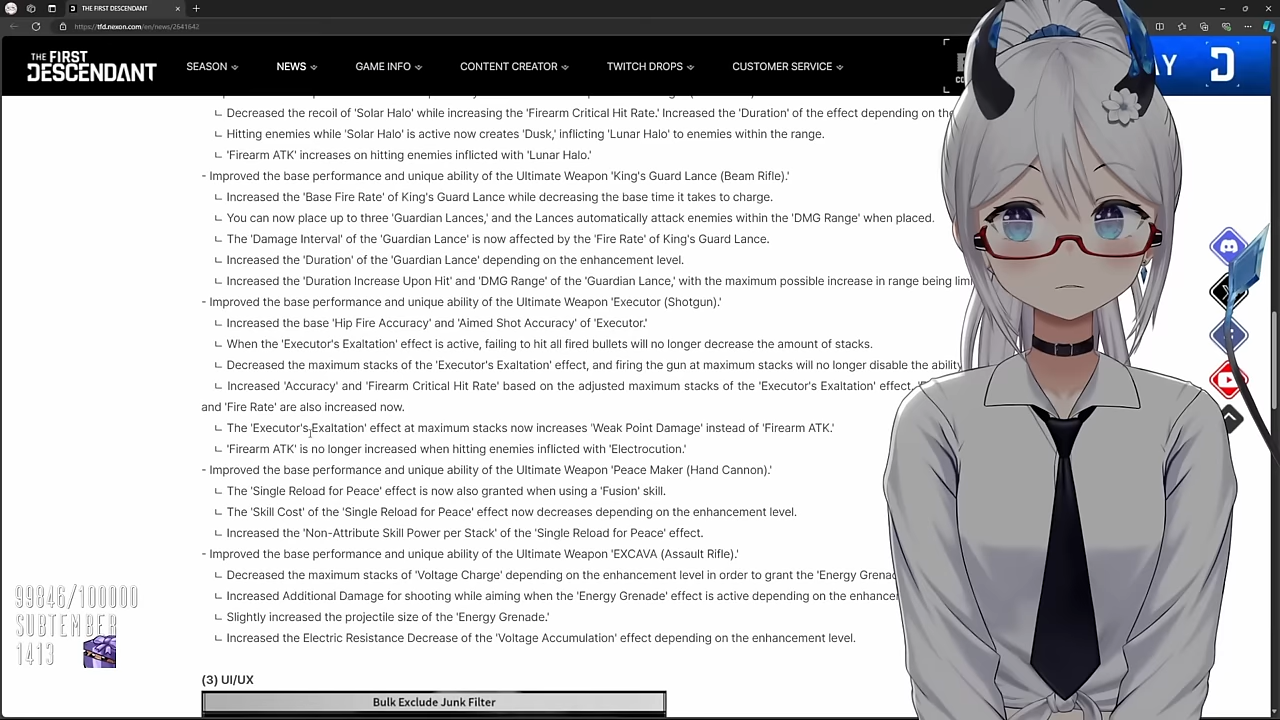 THE FIRST DESCENDANT
https://tfd.nexon.com/en/news/2641642
THE FIRST
DESCENDANT
SEASON
NEWS
GAME INFO
CONTENT CREATOR
TWITCH DROPS
CUSTOMER SERVICE
AY
ㄴ Decreased the recoil of 'Solar Halo' while increasing the 'Firearm Critical Hit Rate.' Increased the 'Duration' of the effect depending on the
ㄴ Hitting enemies while 'Solar Halo' is active now creates 'Dusk,' inflicting 'Lunar Halo' to enemies within the range.
ㄴ 'Firearm ATK' increases on hitting enemies inflicted with 'Lunar Halo.'
- Improved the base performance and unique ability of the Ultimate Weapon 'King's Guard Lance (Beam Rifle).'
ㄴ Increased the 'Base Fire Rate' of King's Guard Lance while decreasing the base time it takes to charge.
ㄴ You can now place up to three 'Guardian Lances,' and the Lances automatically attack enemies within the 'DMG Range' when placed.
ㄴ The 'Damage Interval' of the 'Guardian Lance' is now affected by the 'Fire Rate' of King's Guard Lance.
ㄴ Increased the 'Duration' of the 'Guardian Lance' depending on the enhancement level.
ㄴ Increased the 'Duration Increase Upon Hit' and 'DMG Range' of the 'Guardian Lance,' with the maximum possible increase in range being
- Improved the base performance and unique ability of the Ultimate Weapon 'Executor (Shotgun).'
ㄴ Increased the base 'Hip Fire Accuracy' and 'Aimed Shot Accuracy' of 'Executor.'
ㄴ When the 'Executor's Exaltation' effect is active, failing to hit all fired bullets will no longer decrease the amount of stacks.
ㄴ Decreased the maximum stacks of the 'Executor's Exaltation' effect, and firing the gun at maximum stacks will no longer disable the ability
ㄴ Increased 'Accuracy' and 'Firearm Critical Hit Rate' based on the adjusted maximum stacks of the 'Executor's Exaltation' effect.
and 'Fire Rate' are also increased now.
ㄴ The 'Executor's Exaltation' effect at maximum stacks now increases 'Weak Point Damage' instead of 'Firearm ATK.'
ㄴ 'Firearm ATK' is no longer increased when hitting enemies inflicted with 'Electrocution.'
- Improved the base performance and unique ability of the Ultimate Weapon 'Peace Maker (Hand Cannon).'
ㄴ The 'Single Reload for Peace' effect is now also granted when using a 'Fusion' skill.
ㄴ The 'Skill Cost' of the 'Single Reload for Peace' effect now decreases depending on the enhancement level.
ㄴ Increased the 'Non-Attribute Skill Power per Stack' of the 'Single Reload for Peace' effect.
- Improved the base performance and unique ability of the Ultimate Weapon 'EXCAVA (Assault Rifle).'
ㄴ Decreased the maximum stacks of 'Voltage Charge' depending on the enhancement level in order to grant the 'Energy Grenad
ㄴ Increased Additional Damage for shooting while aiming when the 'Energy Grenade' effect is active depending on the enhancer
ㄴ Slightly increased the projectile size of the 'Energy Grenade.'
ㄴ Increased the Electric Resistance Decrease of the 'Voltage Accumulation' effect depending on the enhancement level.
99846/100000
SUBTEMBER
1413
(3) UI/UX
Bulk Exclude Junk Filter